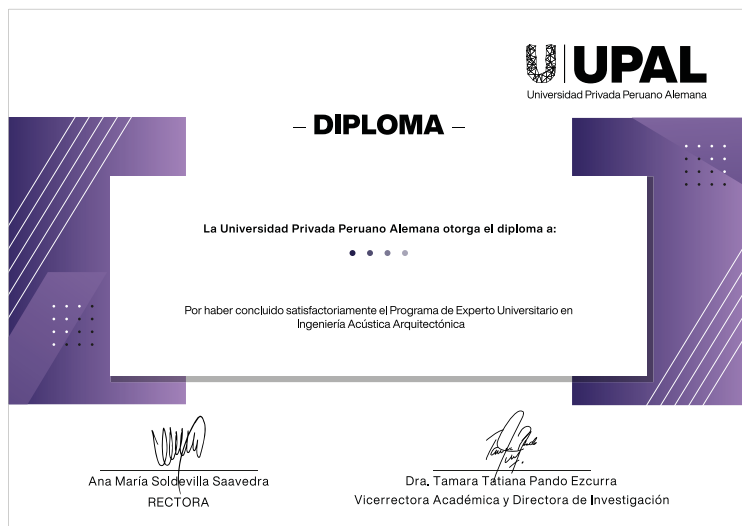 UPAL
Universidad Privada Peruano Alemana
– DIPLOMA –
La Universidad Privada Peruano Alemana otorga el diploma a:
Por haber concluido satisfactoriamente el Programa de Experto Universitario en
Ingeniería Acústica Arquitectónica
Ana María Soldevilla Saavedra
RECTORA
Dra. Tamara Tatiana Pando Ezcurra
Vicerrectora Académica y Directora de Investigación